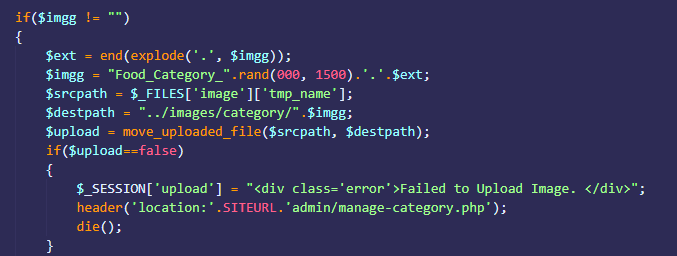 if($imgg != "")
{
$ext = end(explode('.', $imgg));
$imgg = "Food_Category_".rand(000, 1500).'.'.$ext;
$srcpath = $_FILES['image']['tmp_name'];
$destpath = "../images/category/".$imgg;
$upload = move_uploaded_file($srcpath, $destpath);
if($upload==false)
{
$_SESSION['upload'] = "<div class='error'>Failed to Upload Image. </div>";
header('location:'.SITEURL.'admin/manage-category.php');
die();
}